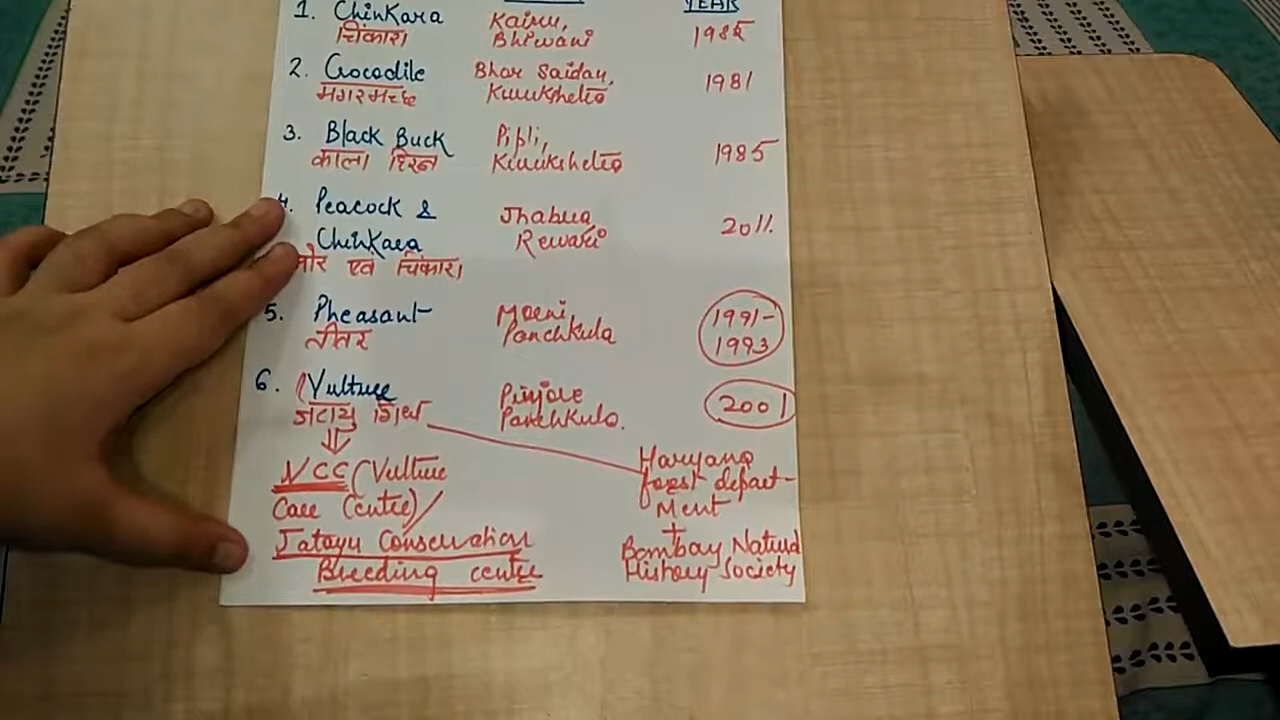 YEAR
1. Chinkara Kairu, 1985
चिंकारा Bhiwani
2. Crocodile Bhor Saidan, 1981
मगरमच्छ Kurukshetra
3. Black Buck Pipli, 1985
काला हिरन Kurukshetra
4. Peacock & Jhabua 2011.
Chinkara Rewari
मोर एवं चिंकारा
5. Pheasant Morni 1991-
तीतर Panchkula 1993
6. Vulture Pinjore 2001
जटायु गिद्ध Panchkula.
VCC (Vulture Haryana
Care Centre)/ forest depart-
ment
Jatayu Conservation +
Breeding centre Bombay Natural
History Society